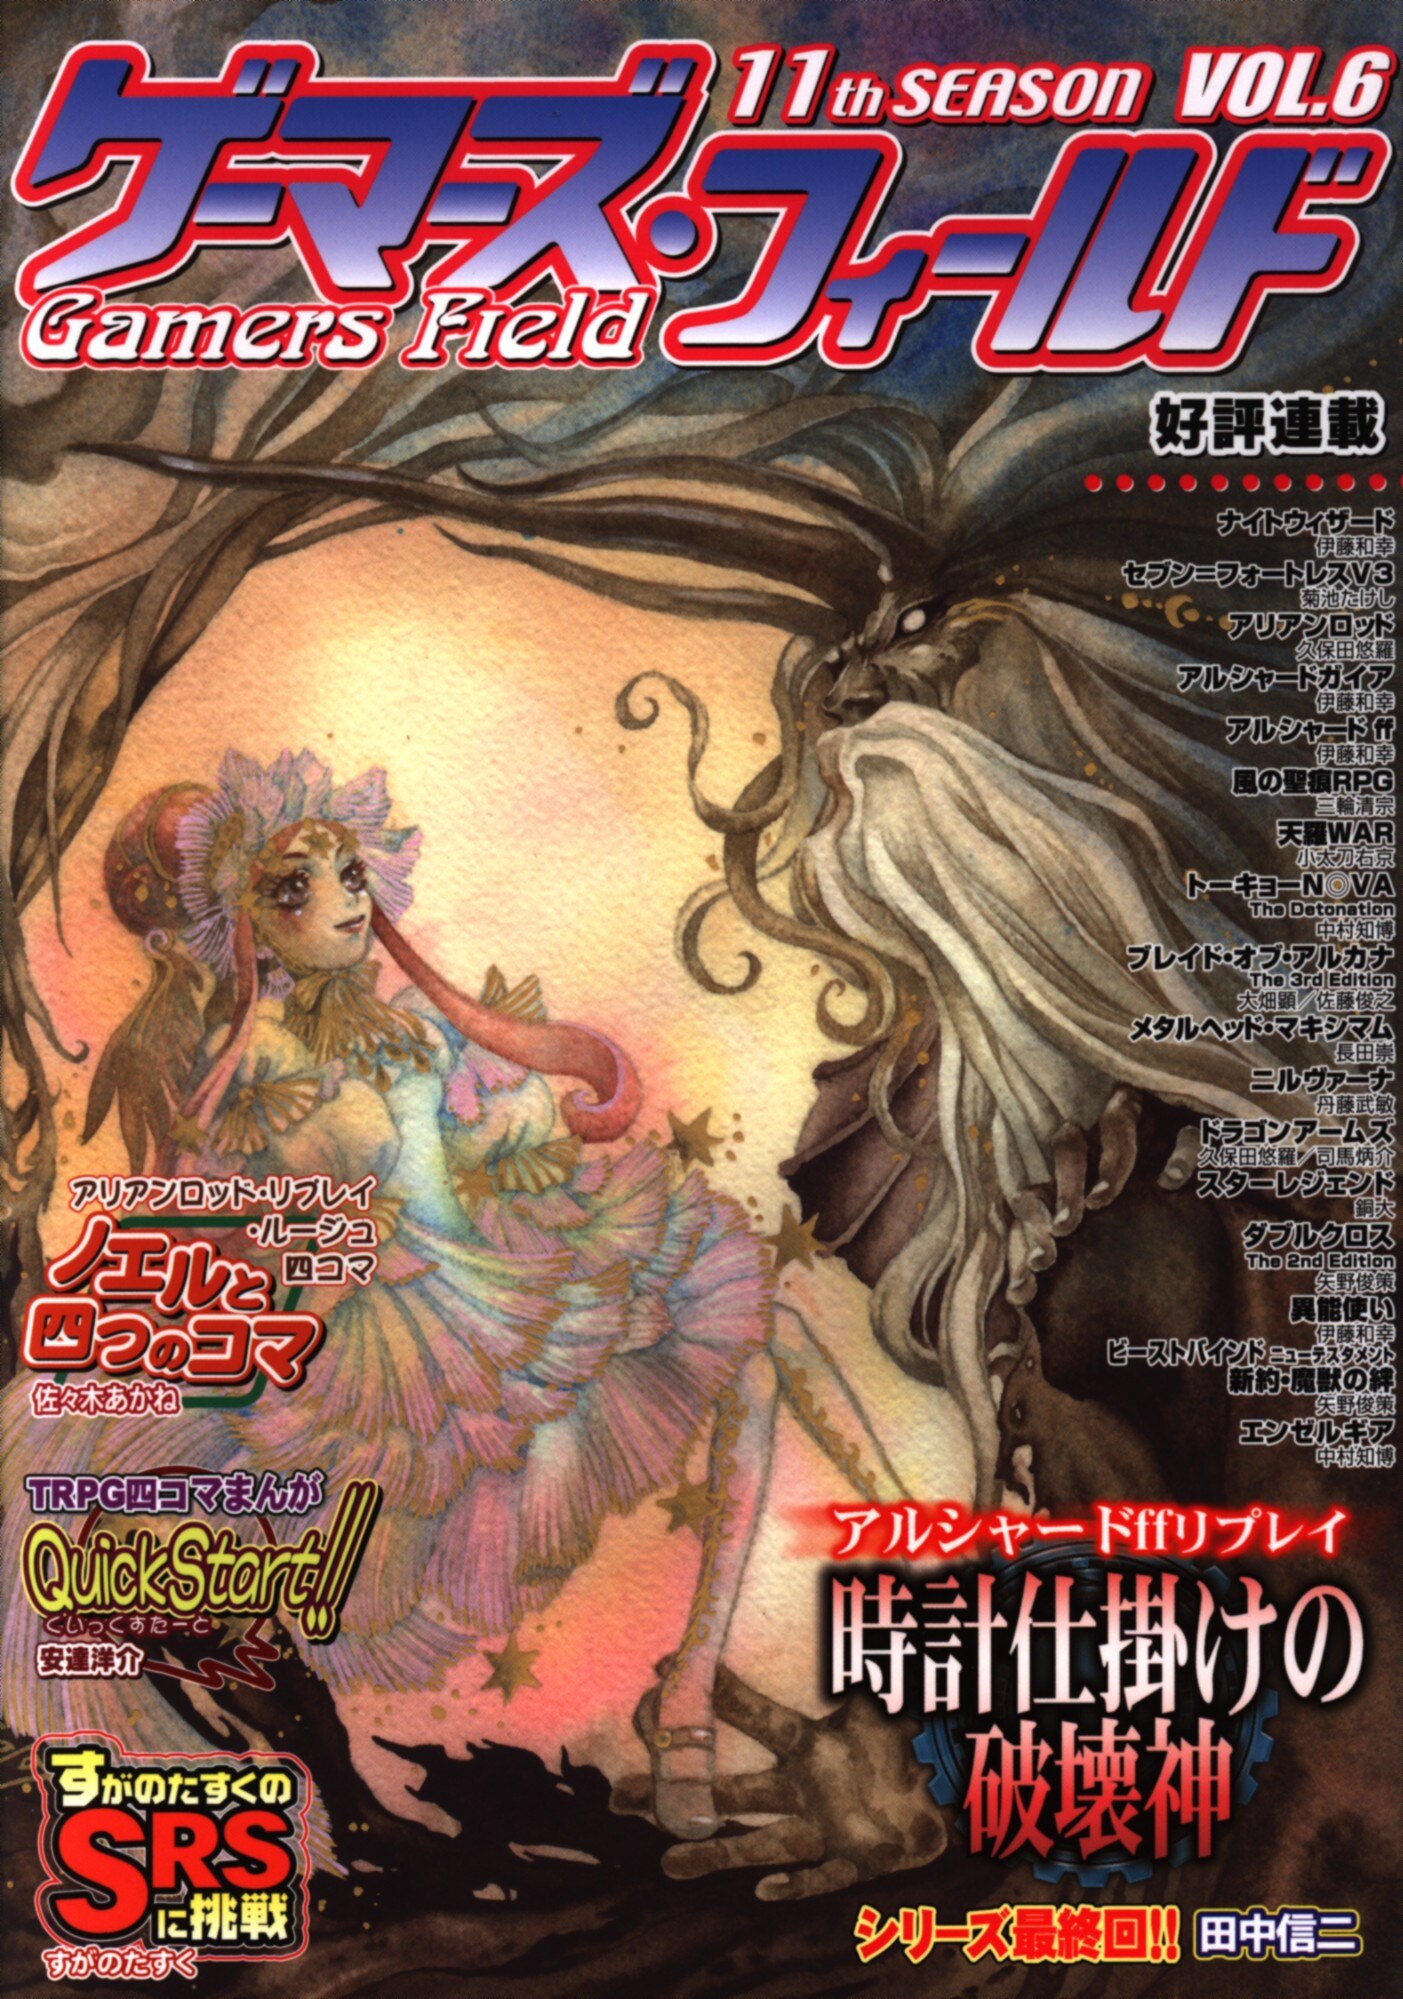 11th SEASON VOL.6
ゲーマーズ・フィールド
Gamers Field
好評連載
ナイトウィザード
伊藤和幸
セブン=フォートレスV3
菊池たけし
アリアンロッド
久保田悠羅
アルシャードガイア
伊藤和幸
アルシャード ff
伊藤和幸
風の聖痕RPG
三輪清宗
天羅WAR
小太刀右京
トーキョーN◎VA
The Detonation
中村知博
ブレイド・オブ・アルカナ
The 3rd Edition
大畑顕／佐藤俊之
メタルヘッド・マキシマム
長田崇
ニルヴァーナ
丹藤武敏
ドラゴンアームズ
久保田悠羅／司馬炳介
スターレジェンド
銅大
ダブルクロス
The 2nd Edition
矢野俊策
異能使い
伊藤和幸
ビーストバインド ニューテスタメント
新約・魔獣の絆
矢野俊策
エンゼルギア
中村知博
アリアンロッド・リプレイ
・ルージュ
四コマ
ノエルと
四つのコマ
佐々木あかね
TRPG四コマまんが
QuickStart!!
くいっくすたーと
安達洋介
すがのたすくの
SRS
に挑戦
すがのたすく
アルシャードffリプレイ
時計仕掛けの
破壊神
シリーズ最終回!! 田中信二